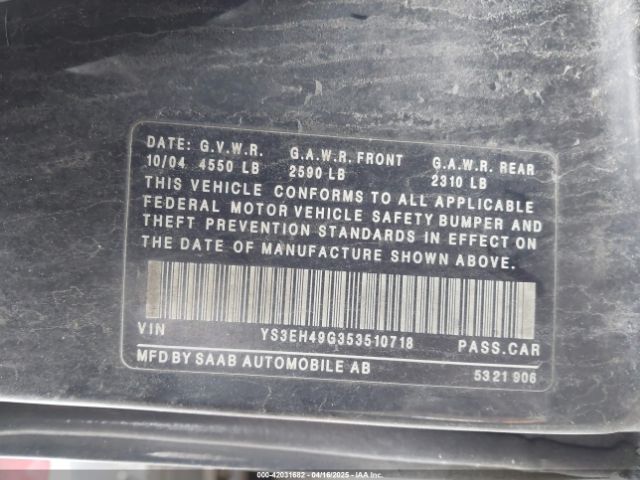 DATE: G.V.W.R. G.A.W.R. FRONT G.A.W.R. REAR
10/04 4550 LB 2590 LB 2310 LB
THIS VEHICLE CONFORMS TO ALL APPLICABLE
FEDERAL MOTOR VEHICLE SAFETY BUMPER AND
THEFT PREVENTION STANDARDS IN EFFECT ON
THE DATE OF MANUFACTURE SHOWN ABOVE.
VIN YS3EH49G353510718 PASS.CAR
MFD BY SAAB AUTOMOBILE AB 5321 906
000-42031682 - 04/16/2025 - IAA Inc.